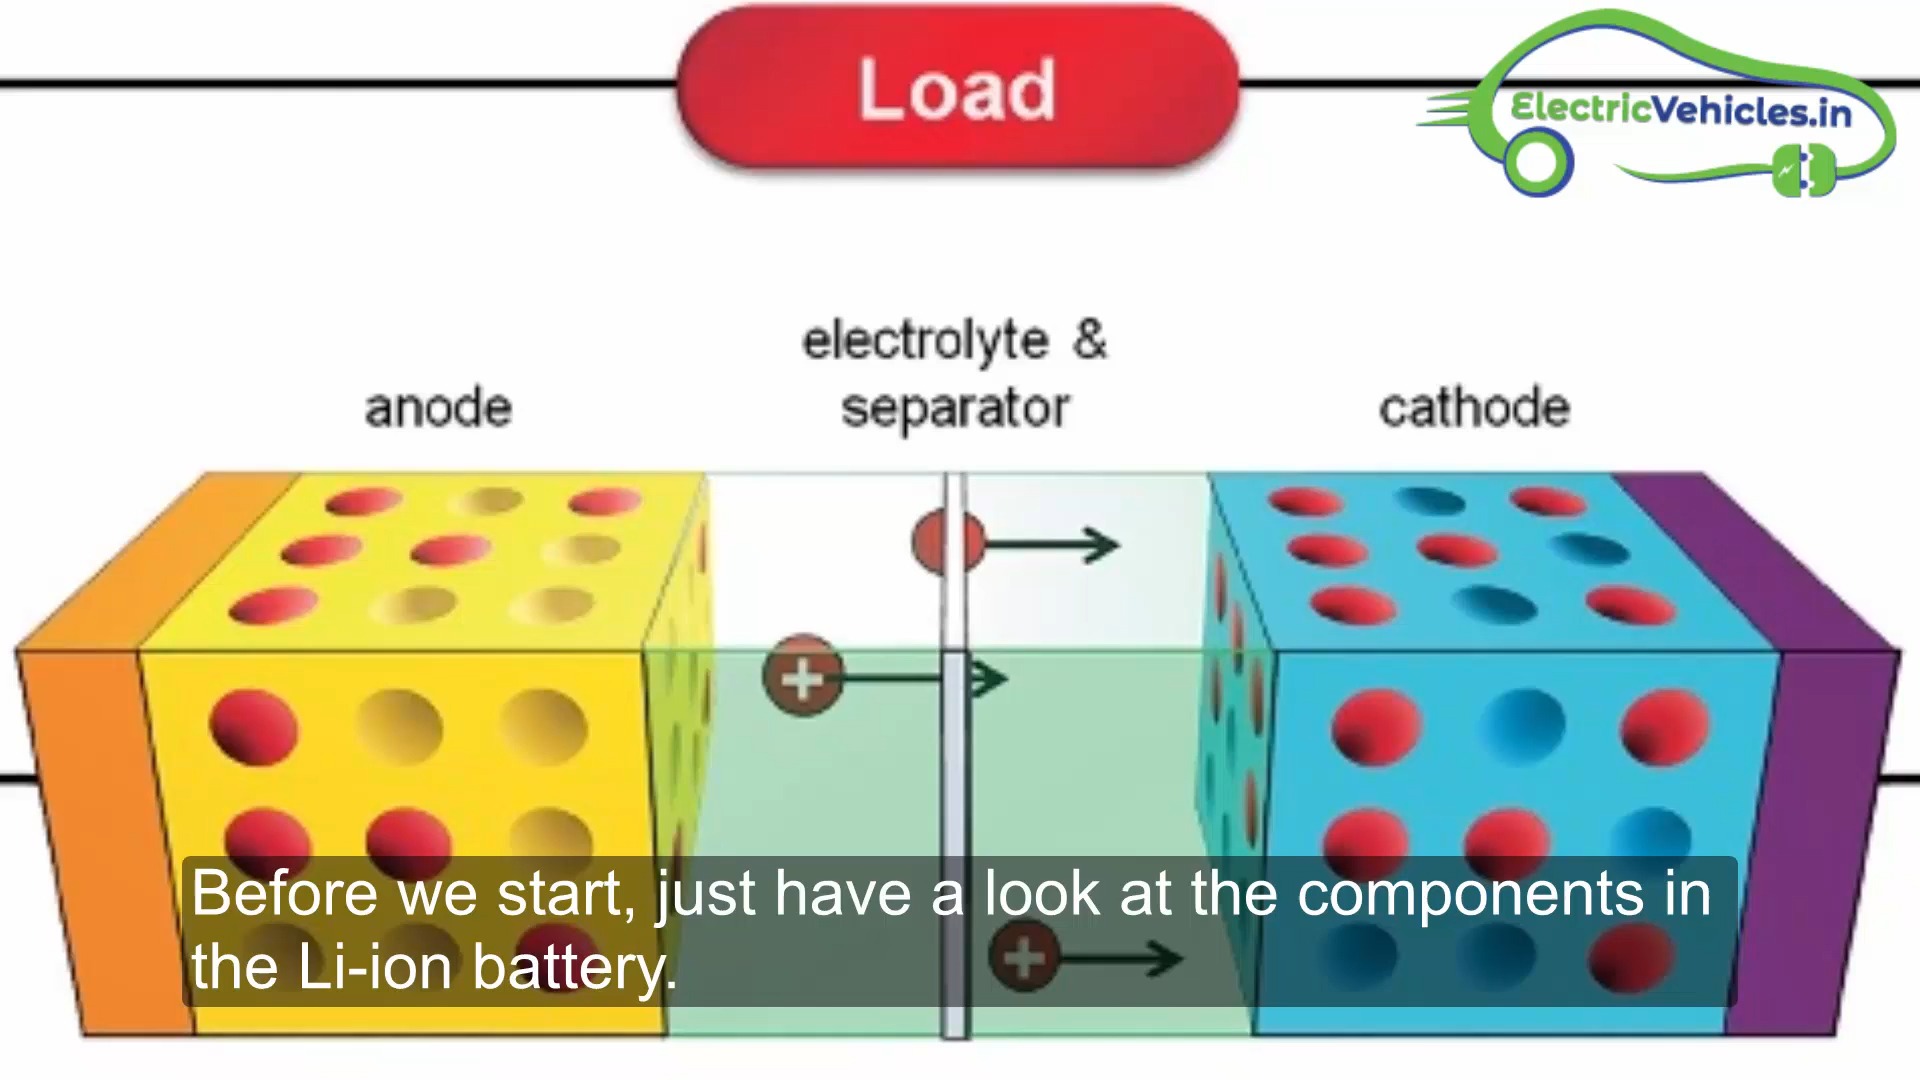 Load
ElectricVehicles.in
electrolyte &
separator
anode
cathode
Before we start, just have a look at the components in
the Li-ion battery.